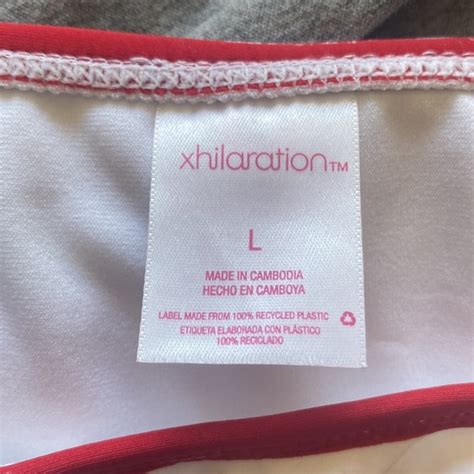 xhilaration™
L
MADE IN CAMBODIA
HECHO EN CAMBOYA
LABEL MADE FROM 100% RECYCLED PLASTIC
ETIQUETA ELABORADA CON PLÁSTICO
100% RECICLADO